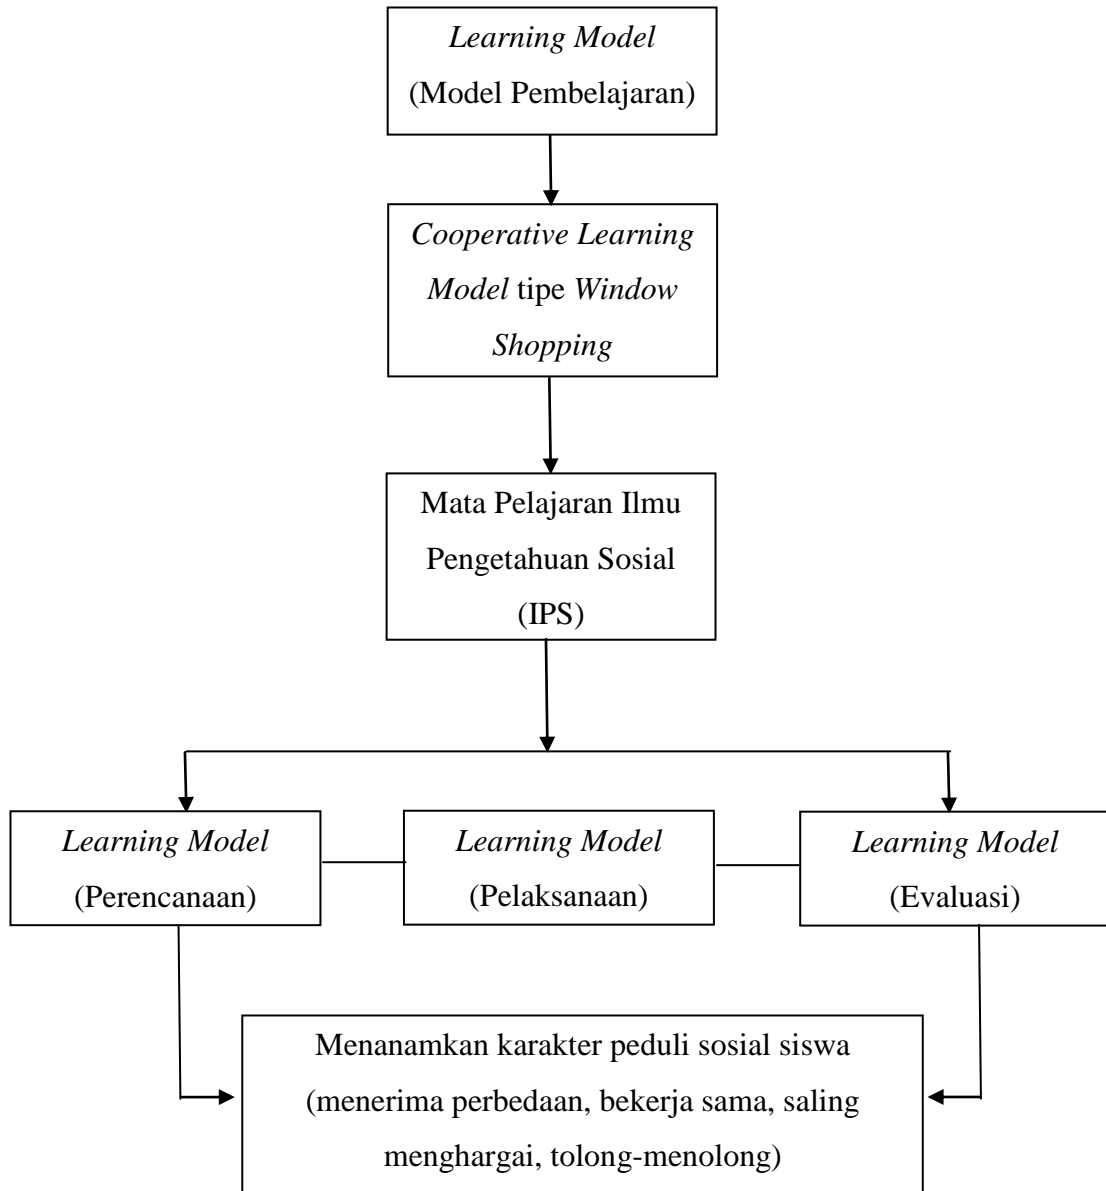 Learning Model
(Model Pembelajaran)
Cooperative Learning
Model tipe Window
Shopping
Mata Pelajaran Ilmu
Pengetahuan Sosial
(IPS)
Learning Model
(Perencanaan)
Learning Model
(Pelaksanaan)
Learning Model
(Evaluasi)
Menanamkan karakter peduli sosial siswa
(menerima perbedaan, bekerja sama, saling
menghargai, tolong-menolong)